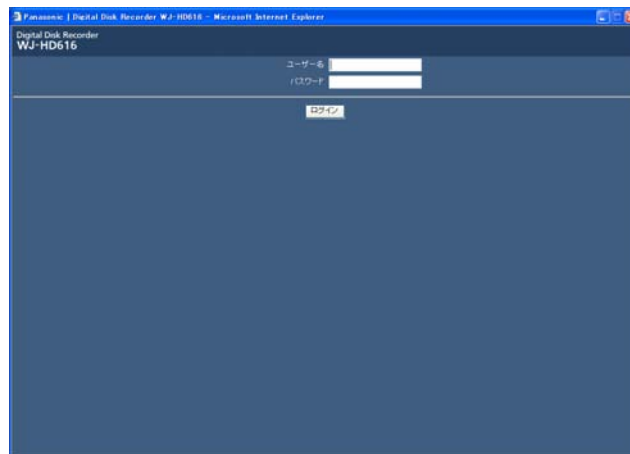 Panasonic | Digital Disk Recorder WJ-HD616 - Microsoft Internet Explorer
Digital Disk Recorder
WJ-HD616
ユーザー名
パスワード
ログイン